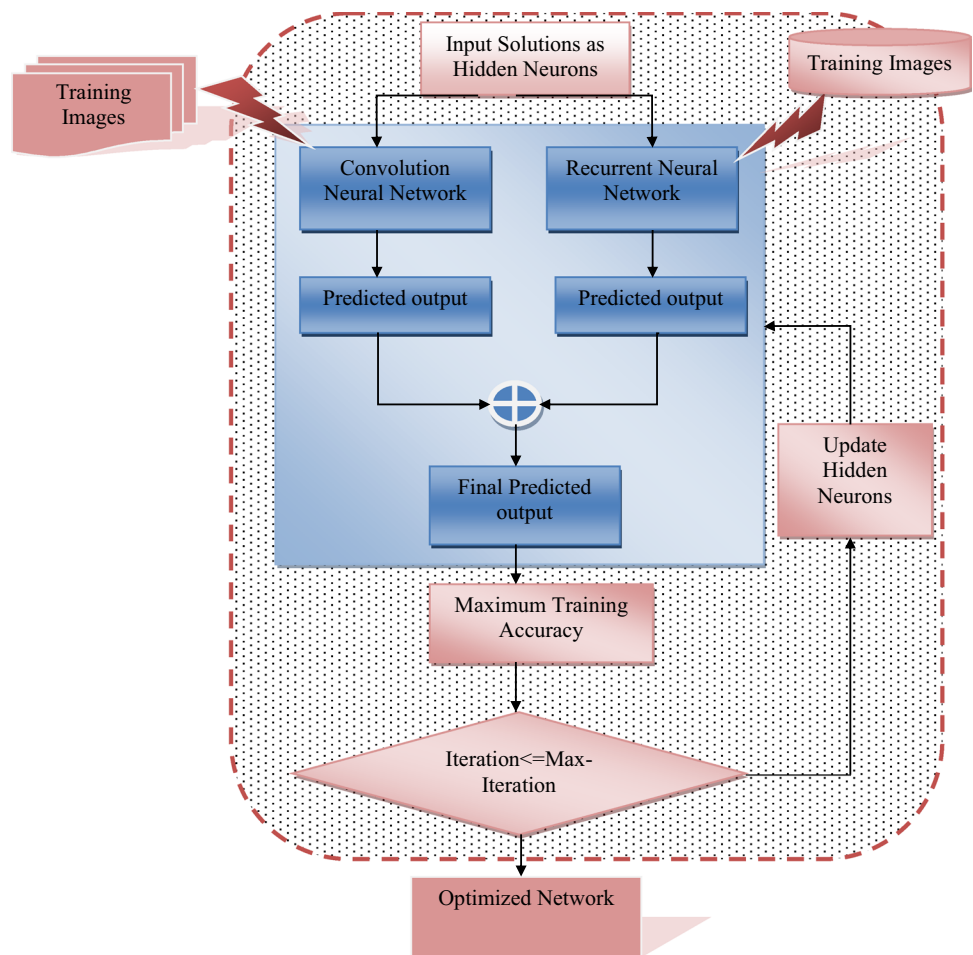 Input Solutions as
Hidden Neurons
Training Images
Training
Images
Convolution
Neural Network
Recurrent Neural
Network
Predicted output
Predicted output
Final Predicted
output
Update
Hidden
Neurons
Maximum Training
Accuracy
Iteration<=Max-
Iteration
Optimized Network